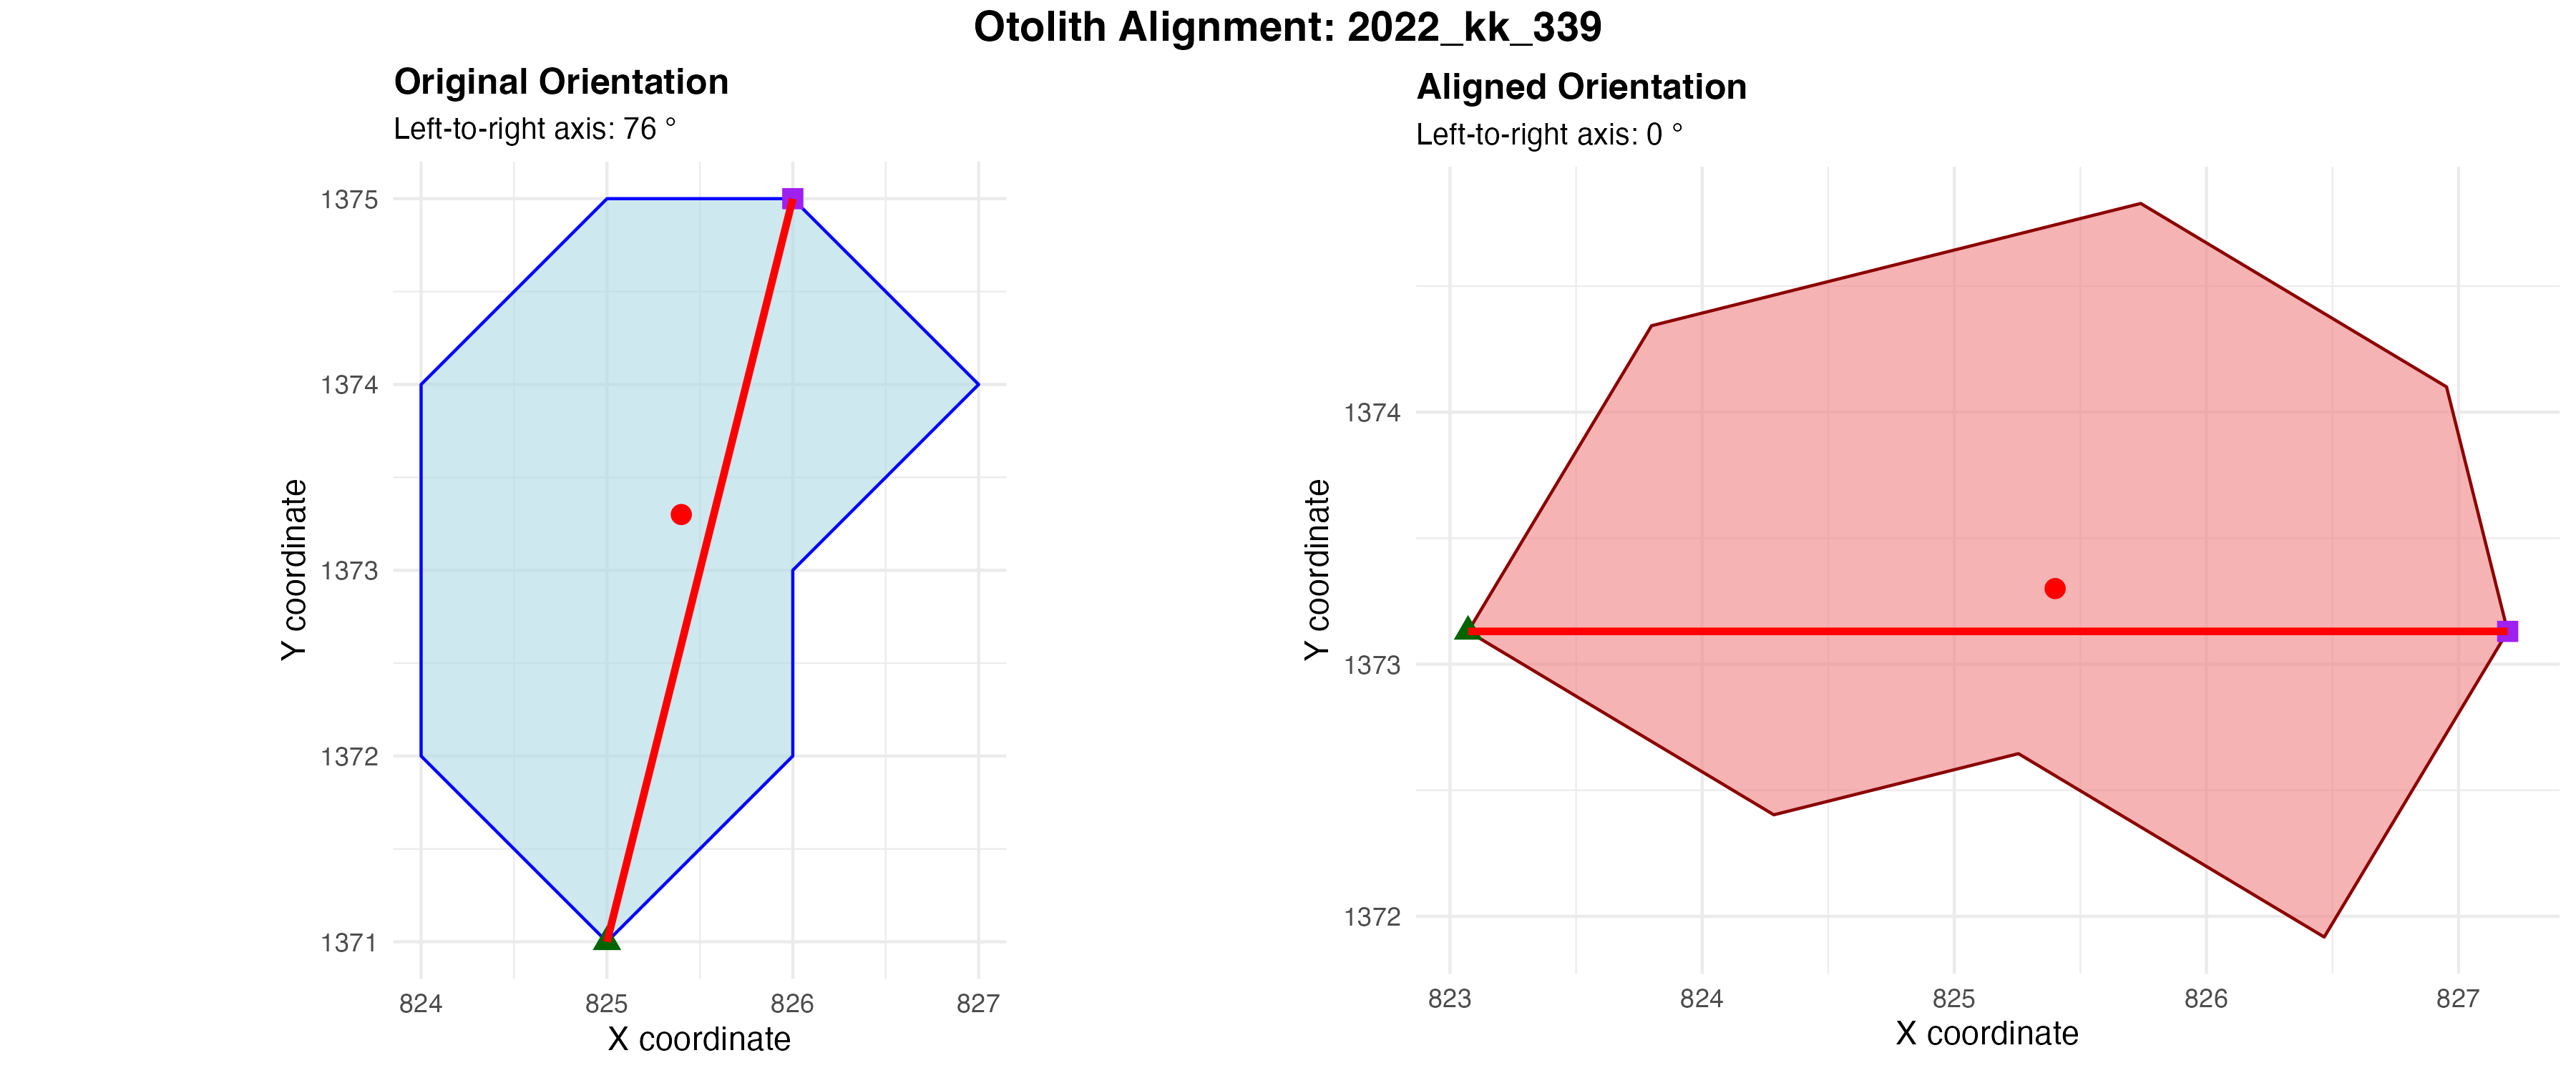 Otolith Alignment: 2022_kk_339
Original Orientation
Left-to-right axis: 76 °
1375
1374
1373
1372
1371
Y coordinate
824 825 826 827
X coordinate
Aligned Orientation
Left-to-right axis: 0 °
1374
1373
1372
Y coordinate
823 824 825 826 827
X coordinate